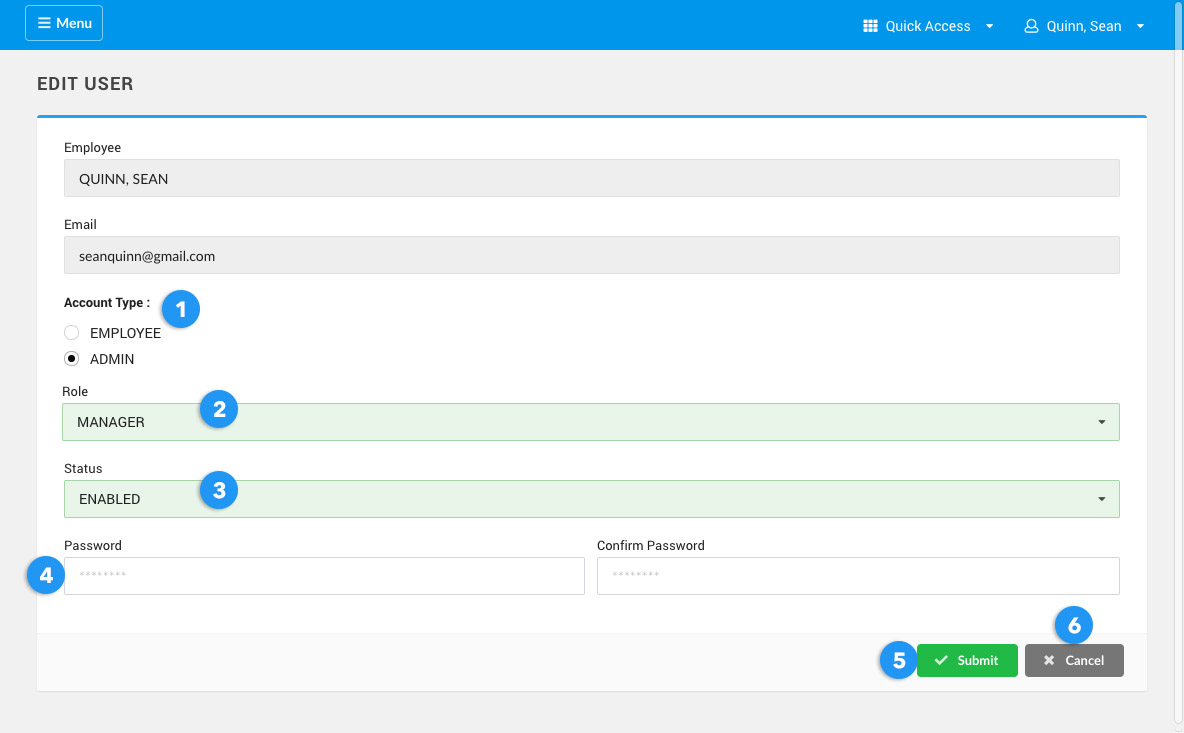 Menu
Quick Access
Quinn, Sean
EDIT USER
Employee
QUINN, SEAN
Email
seanquinn@gmail.com
Account Type :
1
EMPLOYEE
ADMIN
Role
2
MANAGER
Status
3
ENABLED
Password
Confirm Password
4
********
********
6
5
Submit
Cancel